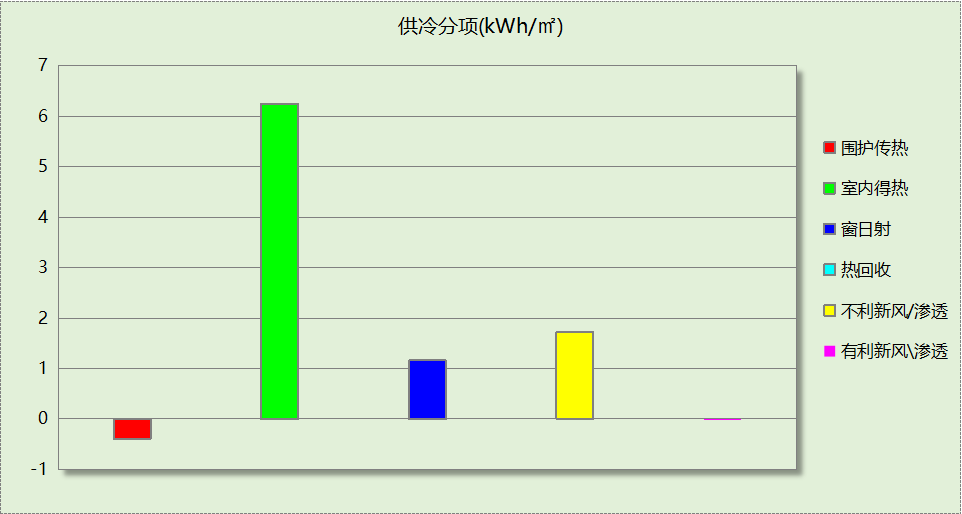 供冷分项(kWh/㎡)
7
6
5
4
3
2
1
0
-1
围护传热
室内得热
窗日射
热回收
不利新风/渗透
有利新风\渗透